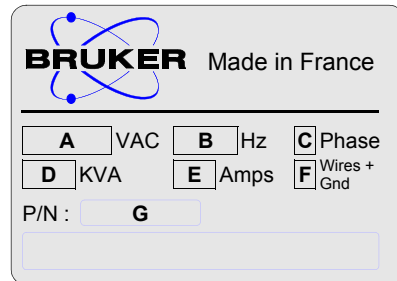 BRUKER Made in France
A VAC B Hz C Phase
D KVA E Amps F Wires + Gnd
P/N : G